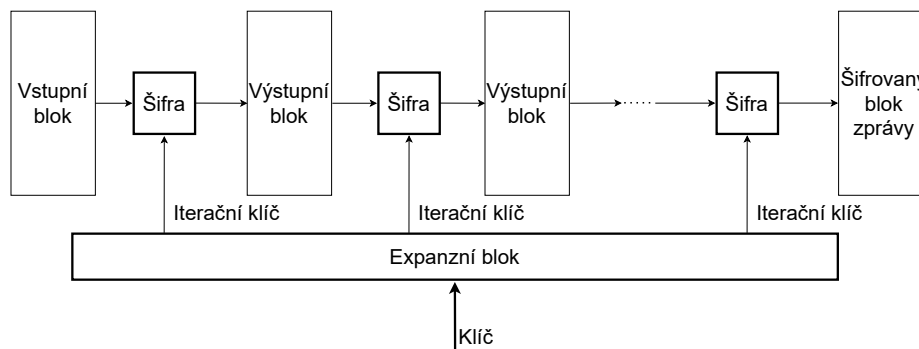 Vstupní
blok
Šifra
Výstupní
blok
Šifra
Výstupní
blok
Šifra
Šifrovaný
blok
zprávy
Iterační klíč
Iterační klíč
Iterační klíč
Expanzní blok
Klíč